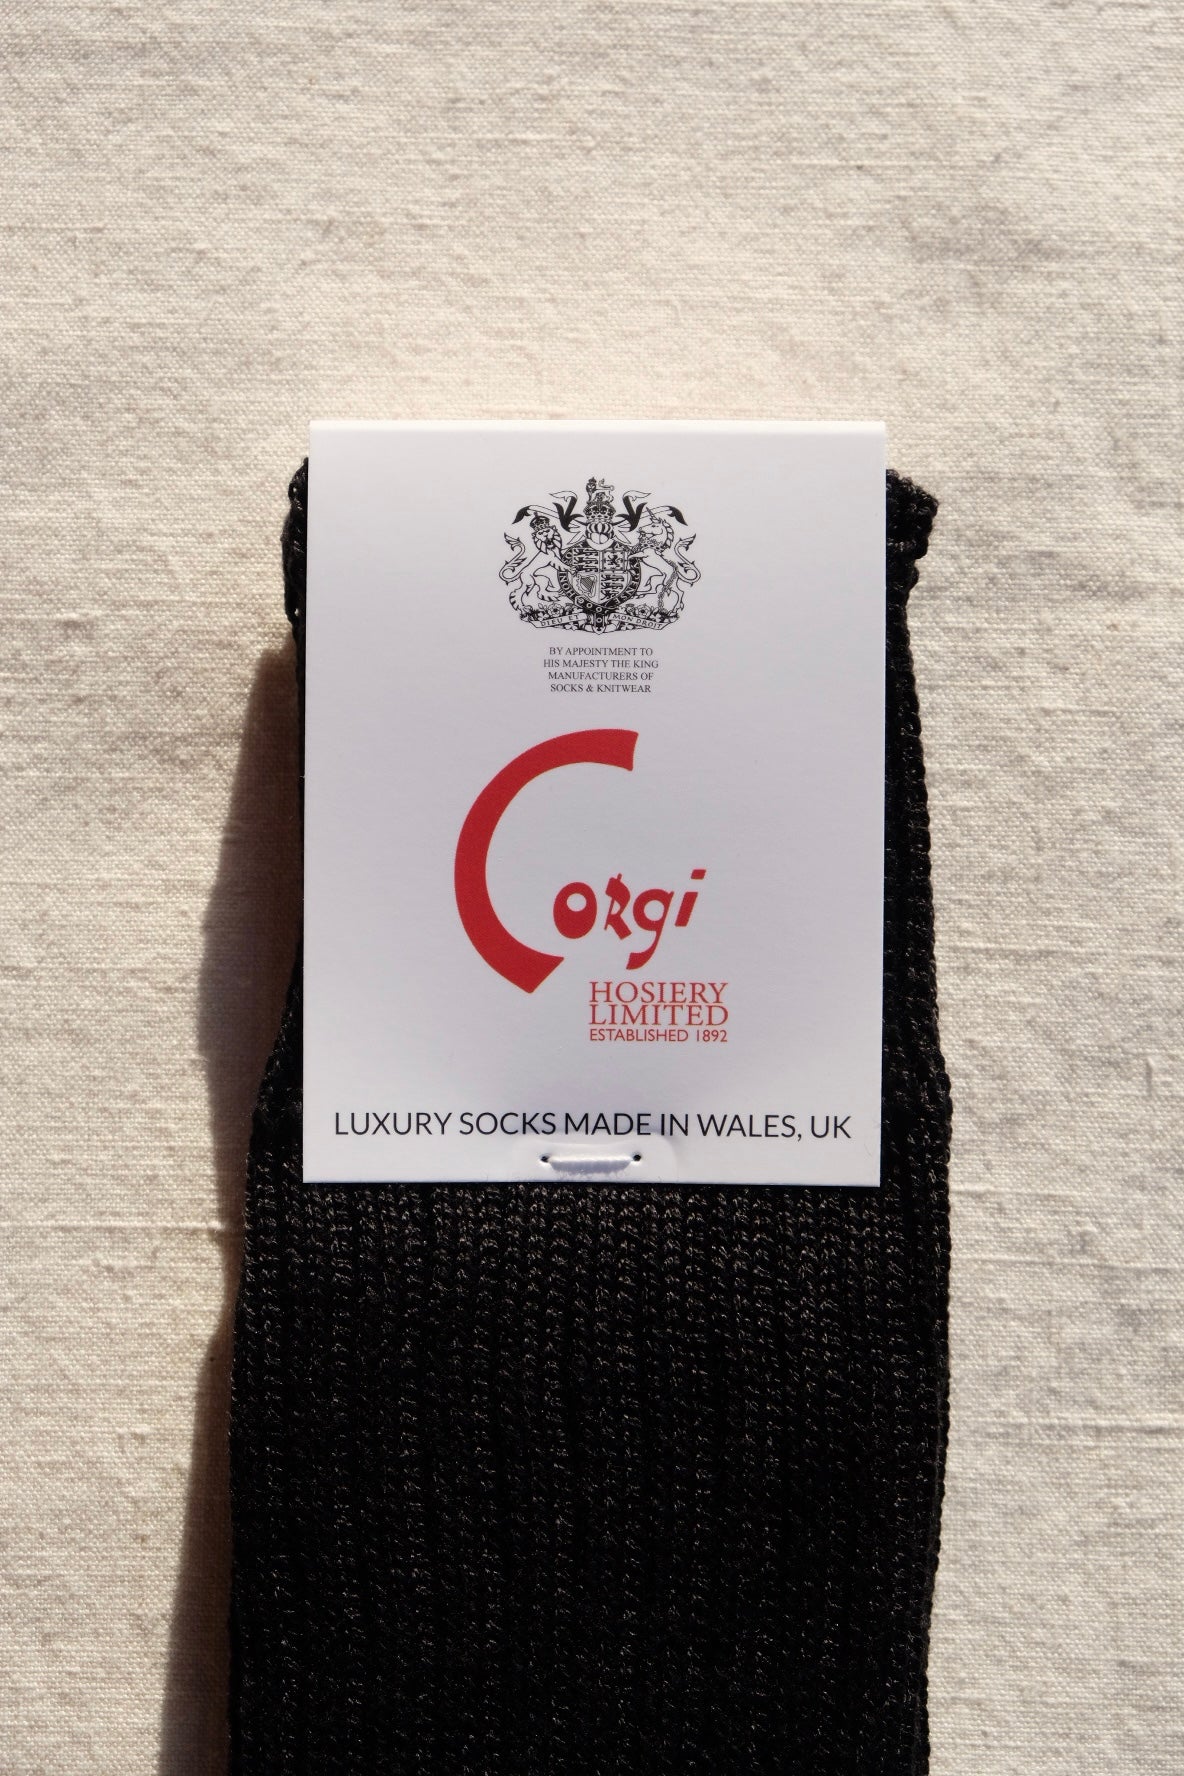 DIEU ET MON DROIT
BY APPOINTMENT TO
HIS MAJESTY THE KING
MANUFACTURERS OF
SOCKS & KNITWEAR
Corgi
HOSIERY
LIMITED
ESTABLISHED 1892
LUXURY SOCKS MADE IN WALES, UK